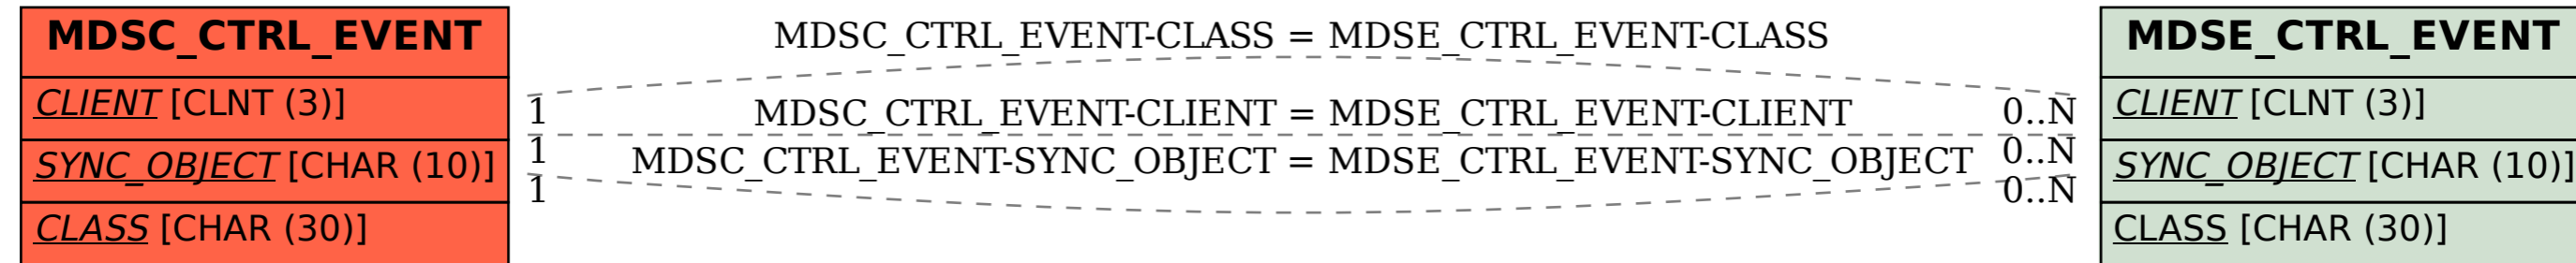 MDSC_CTRL_EVENT
CLIENT [CLNT (3)]
SYNC_OBJECT [CHAR (10)]
CLASS [CHAR (30)]
MDSC_CTRL_EVENT-CLASS = MDSE_CTRL_EVENT-CLASS
1 MDSC_CTRL_EVENT-CLIENT = MDSE_CTRL_EVENT-CLIENT 0..N
1 MDSC_CTRL_EVENT-SYNC_OBJECT = MDSE_CTRL_EVENT-SYNC_OBJECT 0..N
1 0..N
MDSE_CTRL_EVENT
CLIENT [CLNT (3)]
SYNC_OBJECT [CHAR (10)]
CLASS [CHAR (30)]